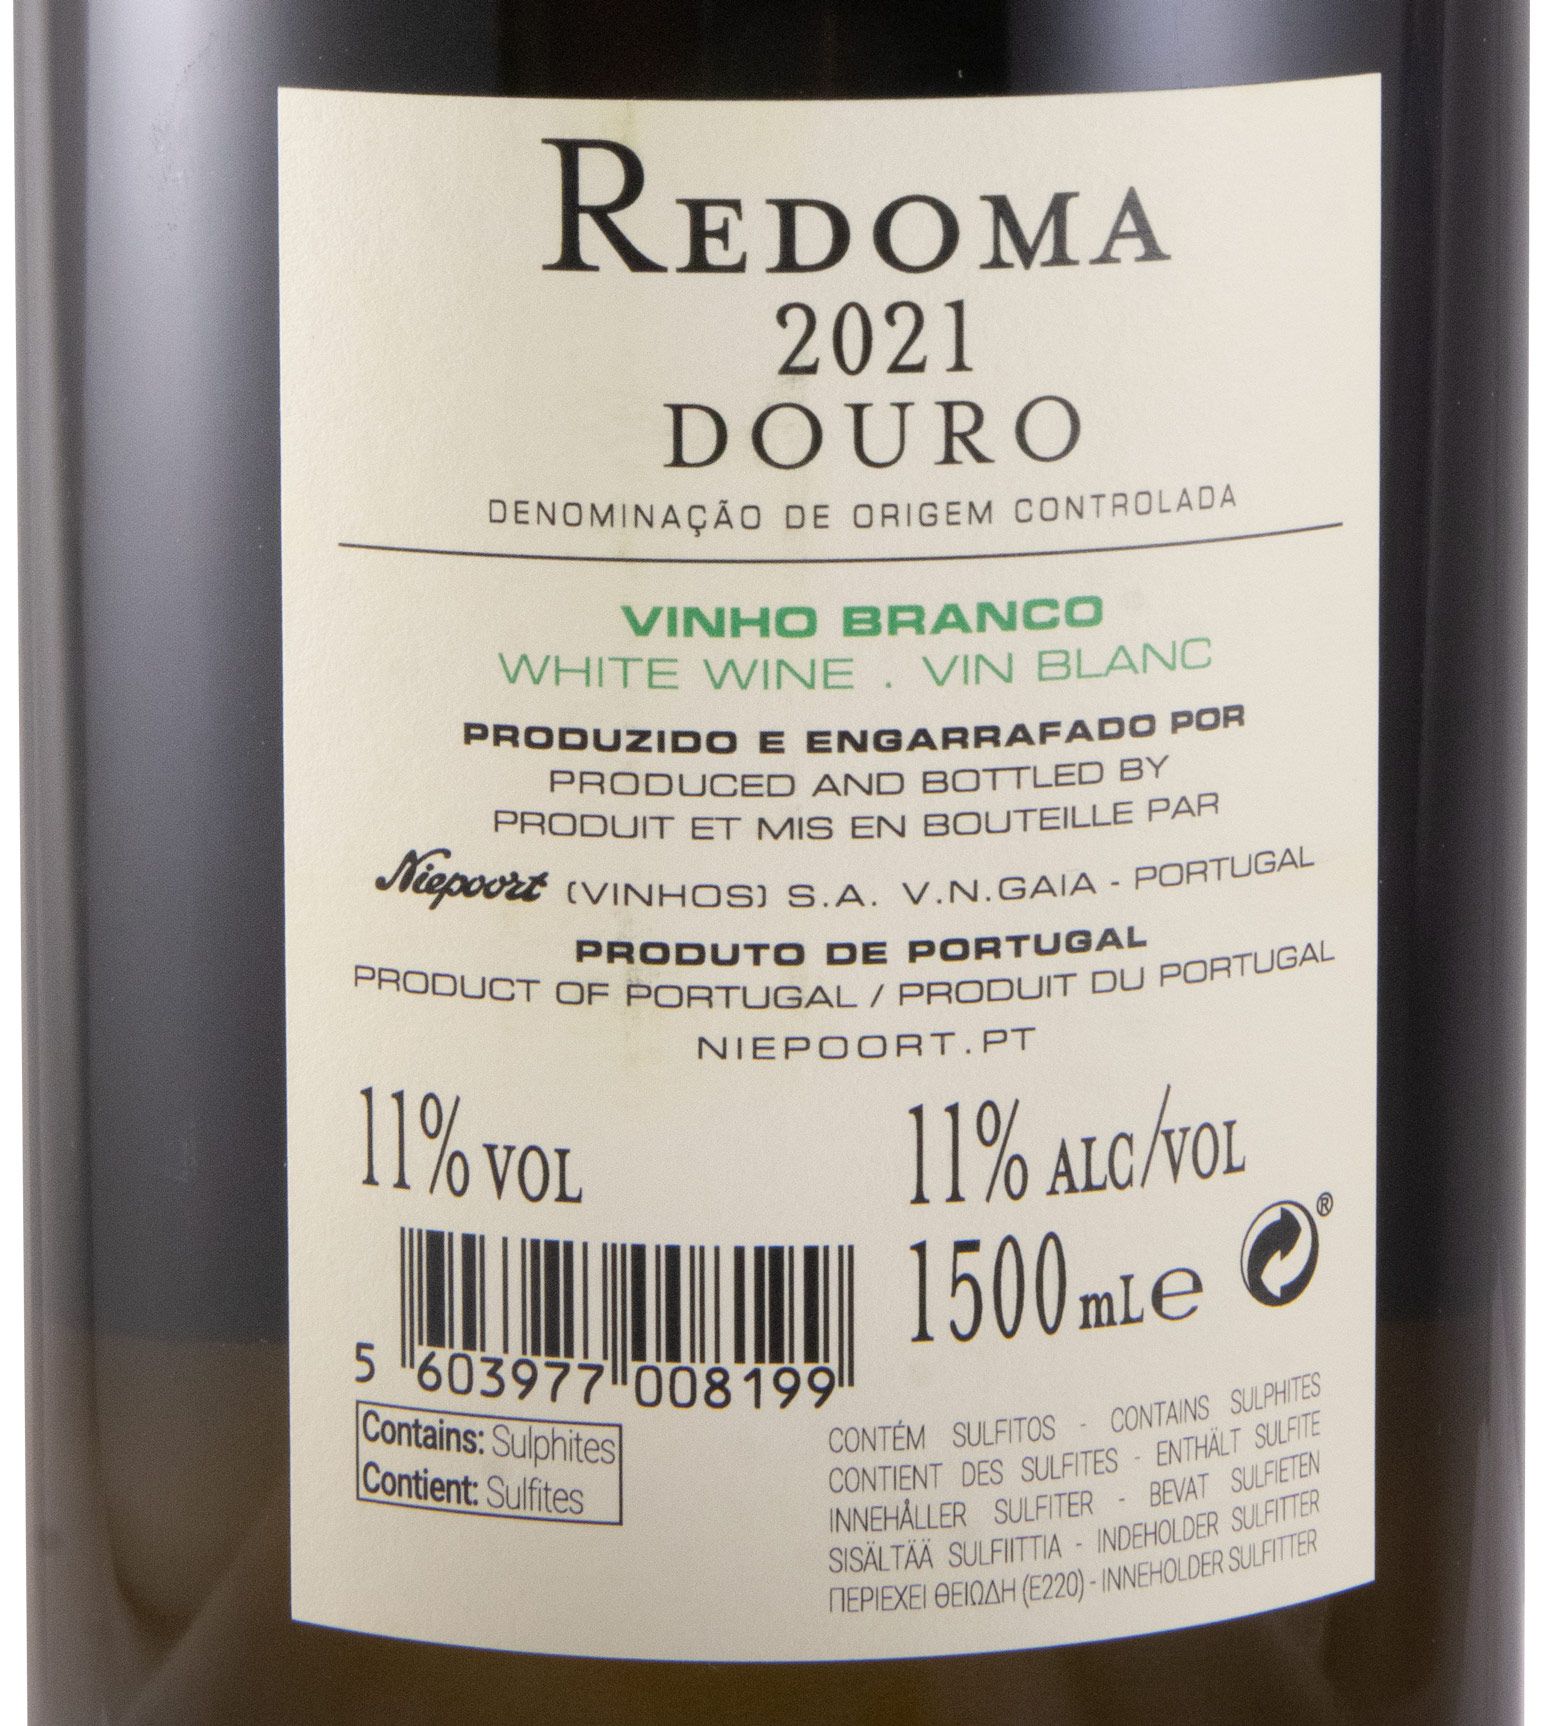 REDOMA
2021
DOURO
DENOMINAÇÃO DE ORIGEM CONTROLADA
VINHO BRANCO
WHITE WINE . VIN BLANC
PRODUZIDO E ENGARRAFADO POR
PRODUCED AND BOTTLED BY
PRODUIT ET MIS EN BOUTEILLE PAR
Niepoort (VINHOS) S.A. V.N.GAIA - PORTUGAL
PRODUTO DE PORTUGAL
PRODUCT OF PORTUGAL / PRODUIT DU PORTUGAL
NIEPOORT.PT
11% VOL
11% ALC/VOL
1500 mL e ®
5 603977 008199
Contains: Sulphites
Contient: Sulfites
CONTÉM SULFITOS - CONTAINS SULPHITES
CONTIENT DES SULFITES - ENTHÄLT SULFITE
INNEHÅLLER SULFITER - BEVAT SULFIETEN
SISÄLTÄÄ SULFIITTIA - INDEHOLDER SULFITTER
ΠΕΡΙΕΧΕΙ ΘΕΙΩΔΗ (E220) - INNEHOLDER SULFITTER